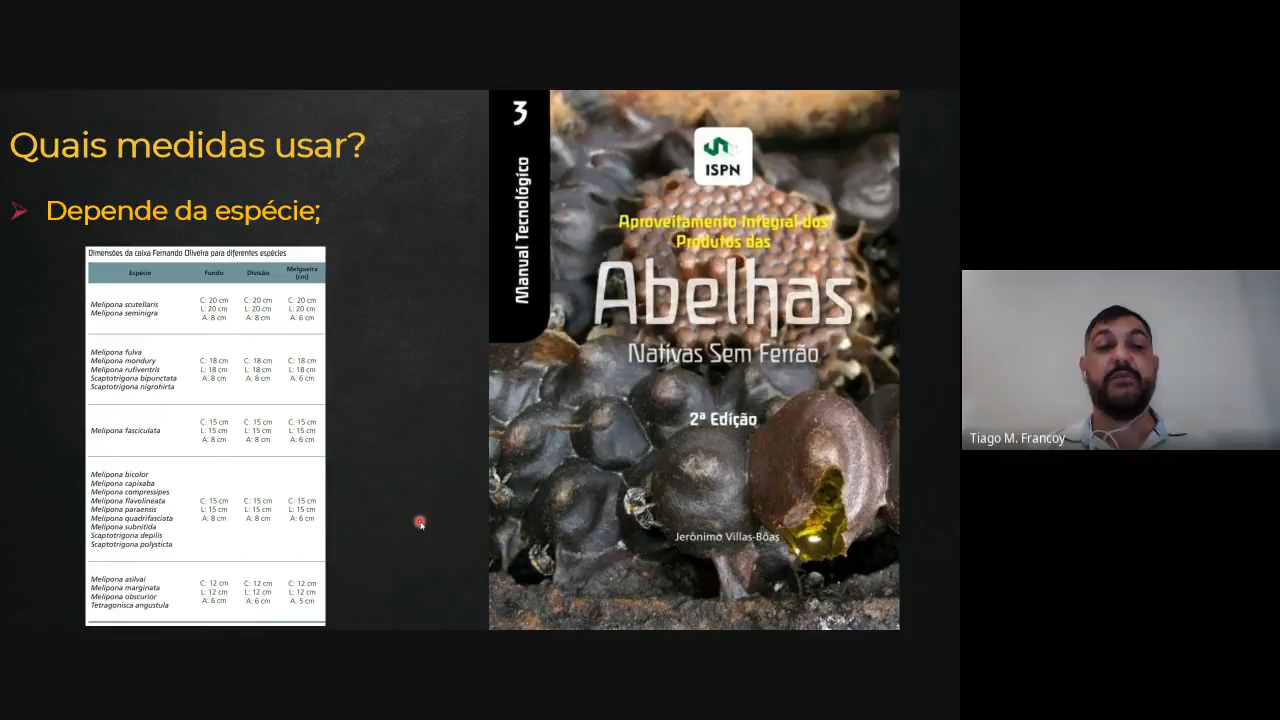 Quais medidas usar?
Depende da espécie;
Dimensões da caixa Fernando Oliveira para diferentes espécies
Espécie Fundo Divisão Melgueira (cm)
Melipona scutellaris
Melipona seminigra
C: 20 cm C: 20 cm C: 20 cm
L: 20 cm L: 20 cm L: 20 cm
A: 8 cm A: 8 cm A: 6 cm
Melipona fulva
Melipona mondury
Melipona rufiventris
Scaptotrigona bipunctata
Scaptotrigona nigrohirta
C: 18 cm C: 18 cm C: 18 cm
L: 18 cm L: 18 cm L: 18 cm
A: 8 cm A: 8 cm A: 6 cm
Melipona fasciculata
C: 15 cm C: 15 cm C: 15 cm
L: 15 cm L: 15 cm L: 15 cm
A: 8 cm A: 8 cm A: 6 cm
Melipona bicolor
Melipona capixaba
Melipona compressipes
Melipona flavolineata
Melipona paraensis
Melipona quadrifasciata
Melipona subnitida
Scaptotrigona depilis
Scaptotrigona polysticta
C: 15 cm C: 15 cm C: 15 cm
L: 15 cm L: 15 cm L: 15 cm
A: 8 cm A: 8 cm A: 6 cm
Melipona asilvai
Melipona marginata
Melipona obscurior
Tetragonisca angustula
C: 12 cm C: 12 cm C: 12 cm
L: 12 cm L: 12 cm L: 12 cm
A: 6 cm A: 6 cm A: 5 cm
3
Manual Tecnológico
ISPN
Aproveitamento Integral dos
Produtos das
Abelhas
Nativas Sem Ferrão
2ª Edição
Jerônimo Villas-Bôas
Tiago M. Francoy